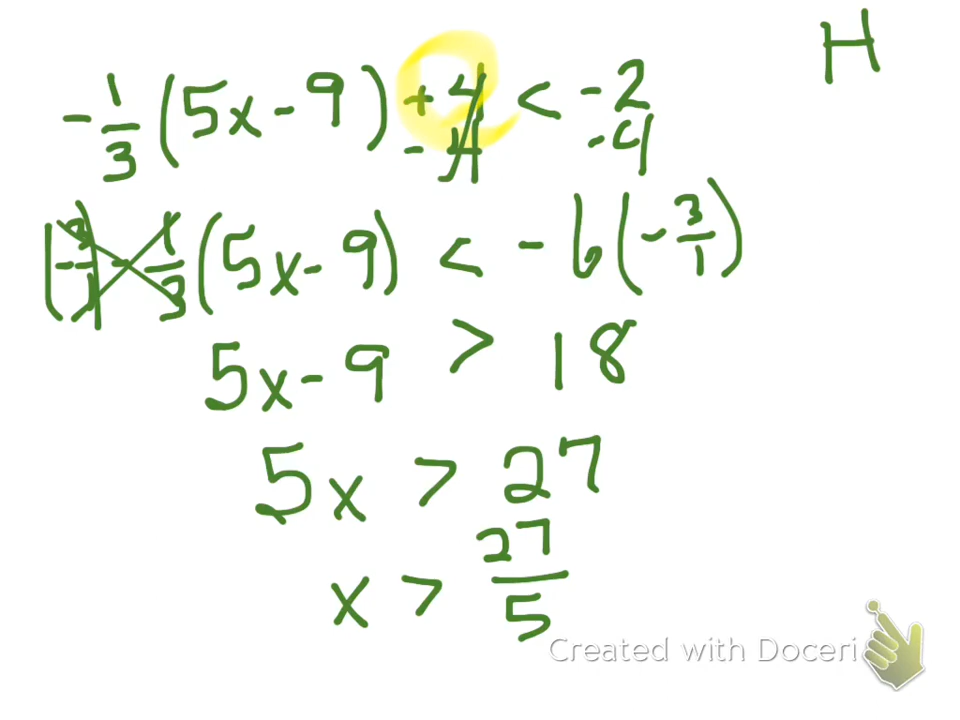 H
-1/3 (5x - 9) + 4 < -2
- 4 - 4
(-3/1) - 1/3 (5x - 9) < -6 (-3/1)
5x - 9 > 18
5x > 27
x > 27/5
Created with Doceri